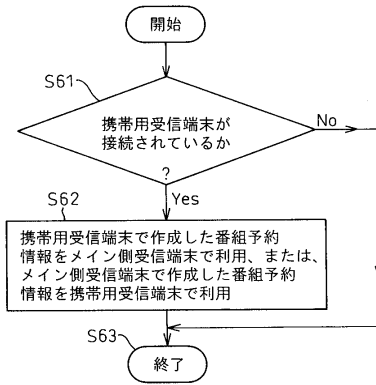 開始
S61
携帯用受信端末が
接続されているか
?
No
Yes
S62
携帯用受信端末で作成した番組予約
情報をメイン側受信端末で利用、または、
メイン側受信端末で作成した番組予約
情報を携帯用受信端末で利用
S63
終了